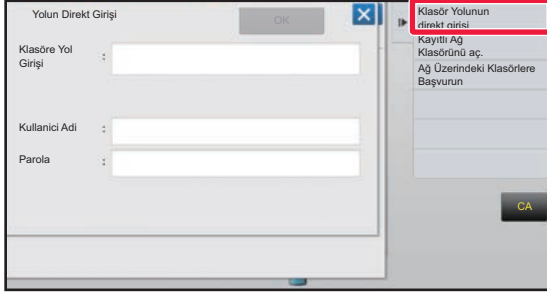 Yolun Direkt Girişi
OK
Klasöre Yol
Girişi
:
Kullanici Adi
:
Parola
:
Klasör Yolunun
direkt girişi
Kayıtlı Ağ
Klasörünü aç.
Ağ Üzerindeki Klasörlere
Başvurun
CA